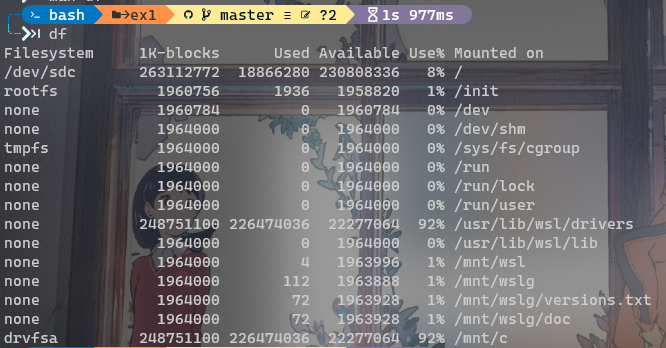 bash ex1 master ≡ ?2 1s 977ms
df
Filesystem 1K-blocks Used Available Use% Mounted on
/dev/sdc 263112772 18866280 230808336 8% /
rootfs 1960756 1936 1958820 1% /init
none 1960784 0 1960784 0% /dev
none 1964000 0 1964000 0% /dev/shm
tmpfs 1964000 0 1964000 0% /sys/fs/cgroup
none 1964000 0 1964000 0% /run
none 1964000 0 1964000 0% /run/lock
none 1964000 0 1964000 0% /run/user
none 248751100 226474036 22277064 92% /usr/lib/wsl/drivers
none 1964000 0 1964000 0% /usr/lib/wsl/lib
none 1964000 4 1963996 1% /mnt/wsl
none 1964000 112 1963888 1% /mnt/wslg
none 1964000 72 1963928 1% /mnt/wslg/versions.txt
none 1964000 72 1963928 1% /mnt/wslg/doc
drvfsa 248751100 226474036 22277064 92% /mnt/c